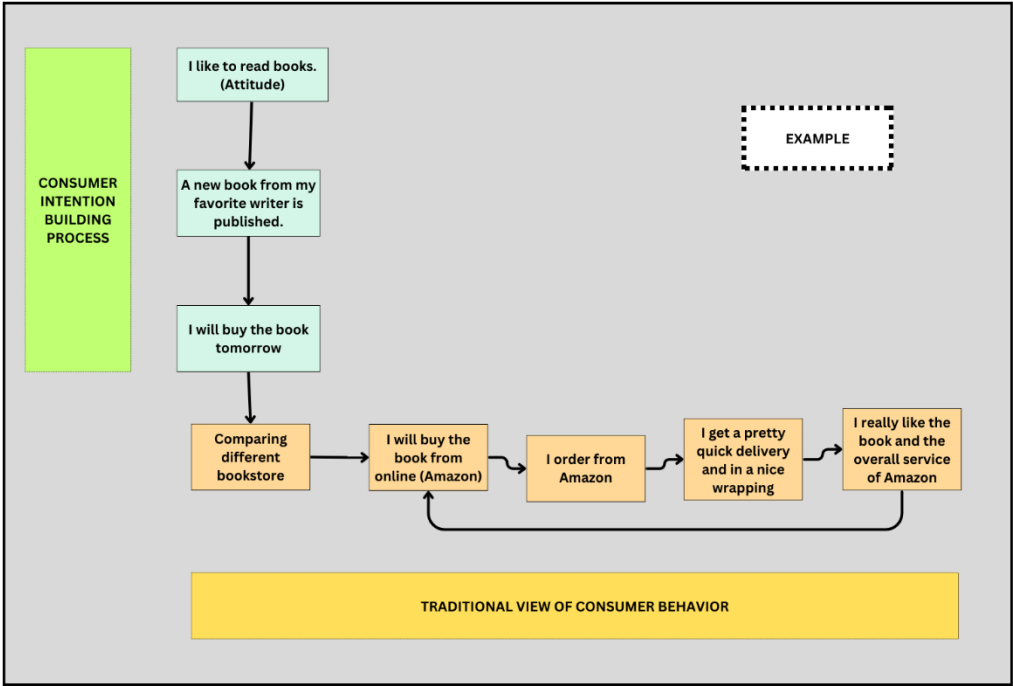 I like to read books.
(Attitude)
EXAMPLE
CONSUMER
INTENTION
BUILDING
PROCESS
A new book from my
favorite writer is
published.
I will buy the book
tomorrow
Comparing
different
bookstore
I will buy the
book from
online (Amazon)
I order from
Amazon
I get a pretty
quick delivery
and in a nice
wrapping
I really like the
book and the
overall service
of Amazon
TRADITIONAL VIEW OF CONSUMER BEHAVIOR